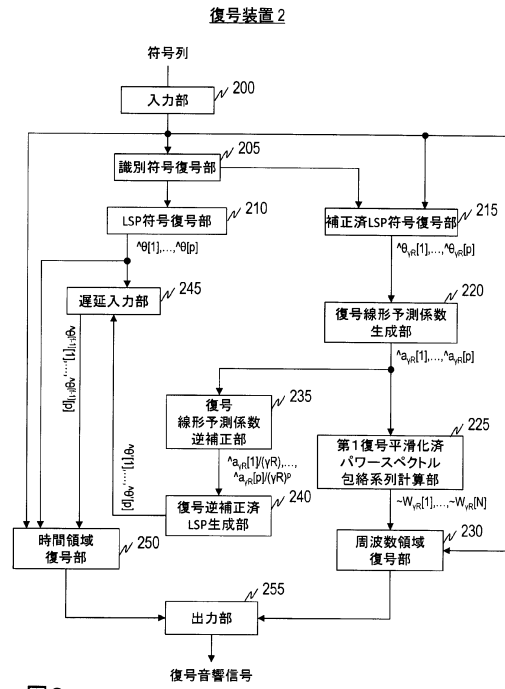 復号装置2
符号列
入力部
200
識別符号復号部
205
LSP符号復号部
210
補正済LSP符号復号部
215
^θ[1],...,^θ[p]
^θγR[1],...,^θγR[p]
遅延入力部
245
復号線形予測係数
生成部
220
^aγR[1],...,^aγR[p]
復号
線形予測係数
逆補正部
235
第1復号平滑化済
パワースペクトル
包絡系列計算部
225
^aγR[1]/(γR),...,
^aγR[p]/(γR)p
復号逆補正済
LSP生成部
240
~WγR[1],...,~WγR[N]
時間領域
復号部
250
周波数領域
復号部
230
出力部
255
復号音響信号